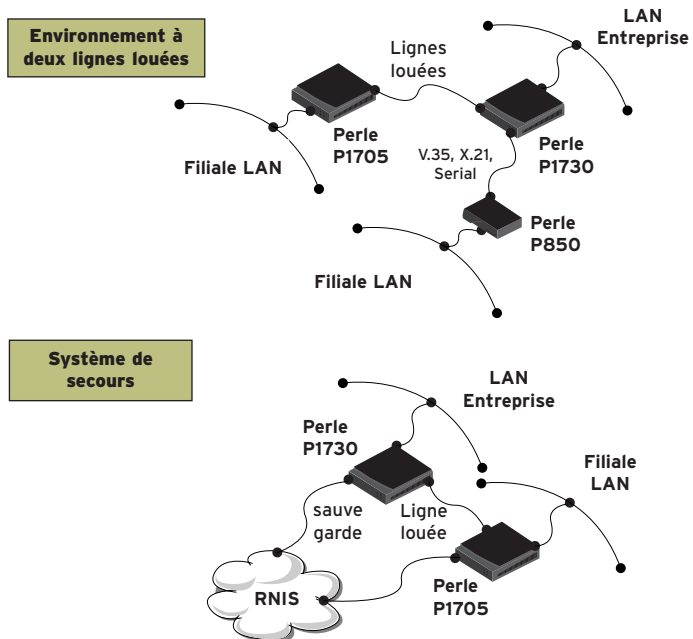 Environnement à
deux lignes louées
LAN
Entreprise
Lignes
louées
Perle
P1705
Perle
P1730
Filiale LAN
V.35, X.21,
Serial
Perle
P850
Filiale LAN
Système de
secours
LAN
Entreprise
Perle
P1730
Filiale
LAN
sauve
garde
Ligne
louée
RNIS
Perle
P1705